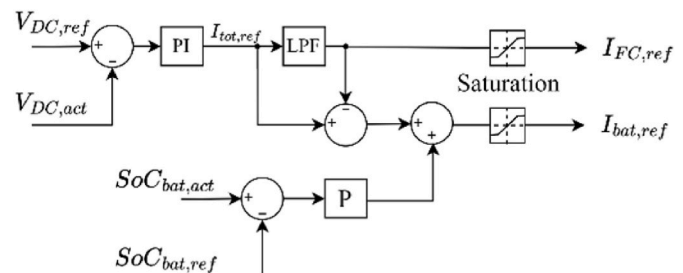 V_{DC,ref}
+
−
PI
I_{tot,ref}
LPF
I_{FC,ref}
V_{DC,act}
Saturation
−
+
+
+
I_{bat,ref}
SoC_{bat,act}
+
−
P
SoC_{bat,ref}